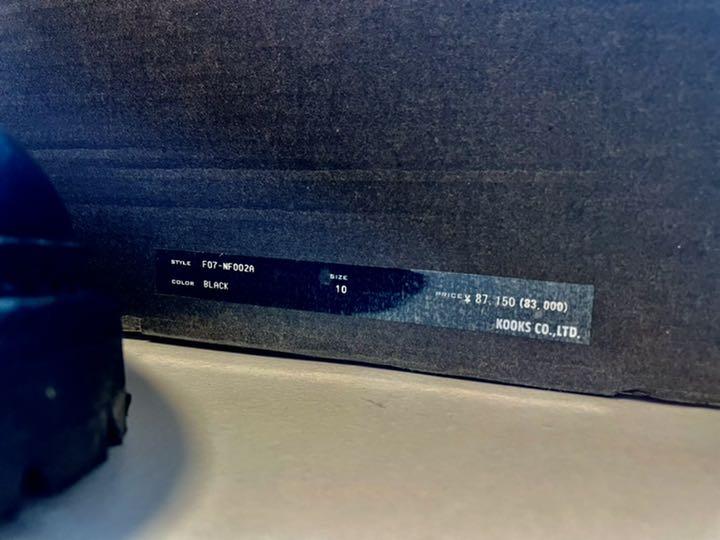 STYLE F07-NF002A
COLOR BLACK
SIZE
10
PRICE ¥ 87,150 (83,000)
KOOKS CO.,LTD.